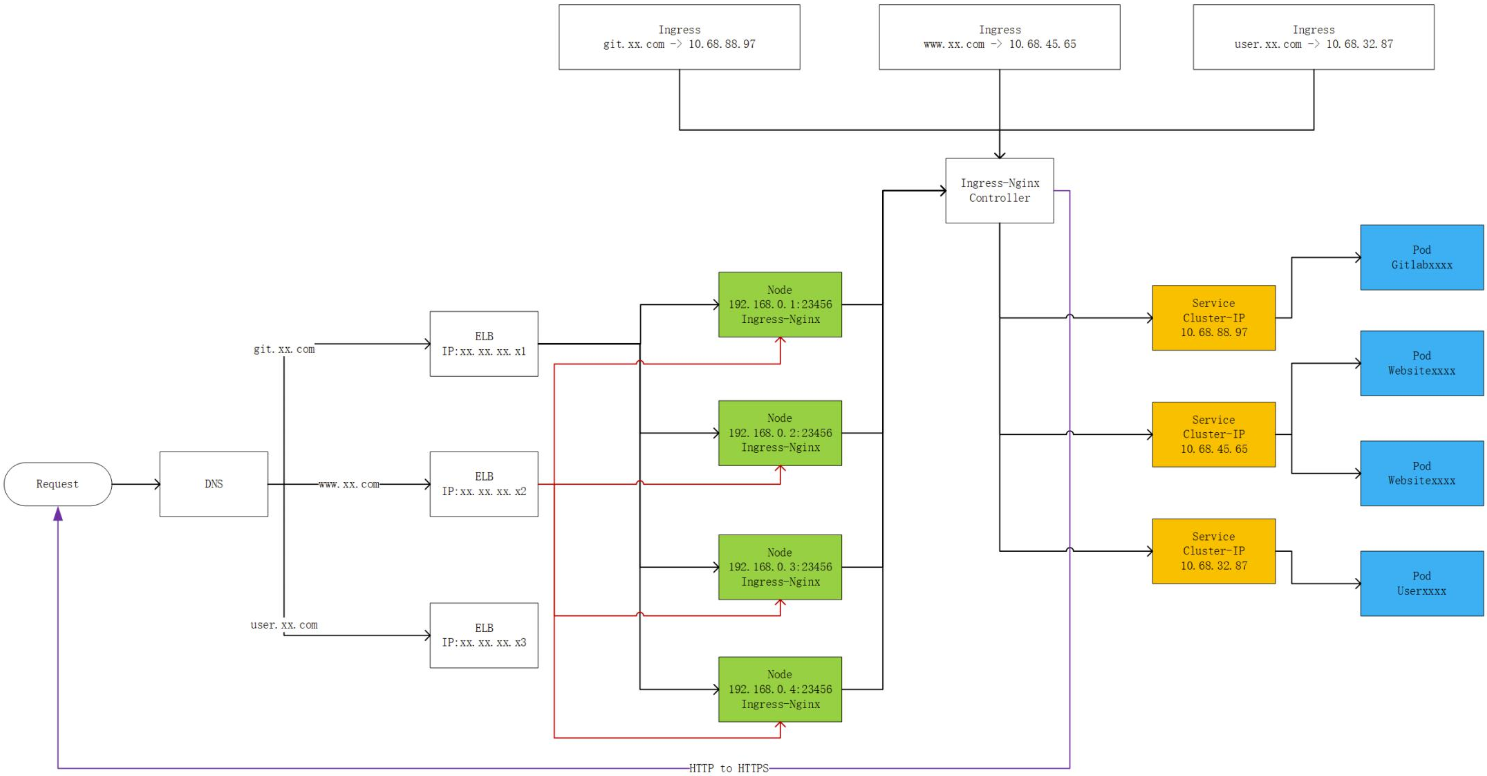 Ingress
git.xx.com -> 10.68.88.97
Ingress
www.xx.com -> 10.68.45.65
Ingress
user.xx.com -> 10.68.32.87
Ingress-Nginx
Controller
Request
DNS
git.xx.com
www.xx.com
user.xx.com
ELB
IP:xx.xx.xx.x1
ELB
IP:xx.xx.xx.x2
ELB
IP:xx.xx.xx.x3
Node
192.168.0.1:23456
Ingress-Nginx
Node
192.168.0.2:23456
Ingress-Nginx
Node
192.168.0.3:23456
Ingress-Nginx
Node
192.168.0.4:23456
Ingress-Nginx
Service
Cluster-IP
10.68.88.97
Service
Cluster-IP
10.68.45.65
Service
Cluster-IP
10.68.32.87
Pod
Gitlabxxxx
Pod
Websitexxxx
Pod
Websitexxxx
Pod
Userxxxx
HTTP to HTTPS